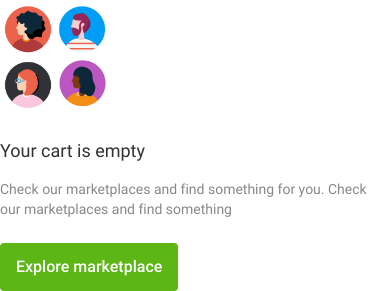 Your cart is empty
Check our marketplaces and find something for you. Check
our marketplaces and find something
Explore marketplace